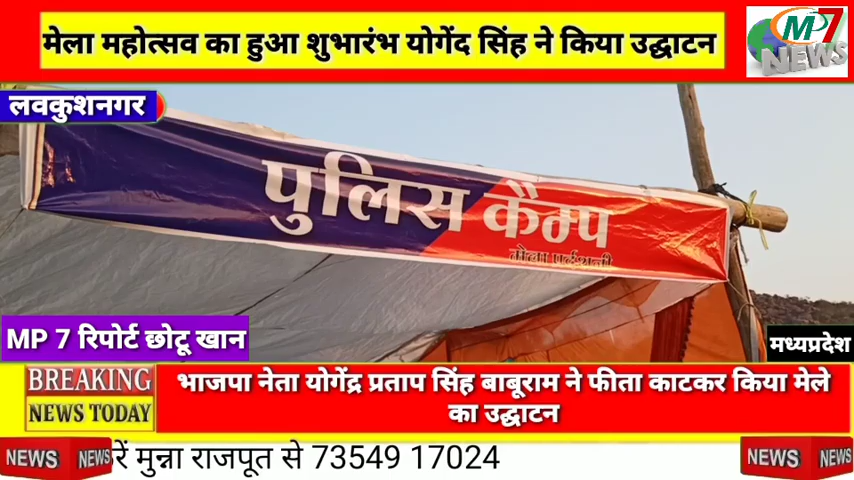 मेला महोत्सव का हुआ शुभारंभ योगेंद सिंह ने किया उद्घाटन
MP7
NEWS
लवकुशनगर
पुलिस कैम्प
मेला
MP 7 रिपोर्ट छोटू खान
मध्यप्रदेश
BREAKING
NEWS TODAY
भाजपा नेता योगेंद्र प्रताप सिंह बाबूराम ने फीता काटकर किया मेले
का उद्घाटन
NEWS NEWS
मुन्ना राजपूत से 73549 17024
NEWS NEWS